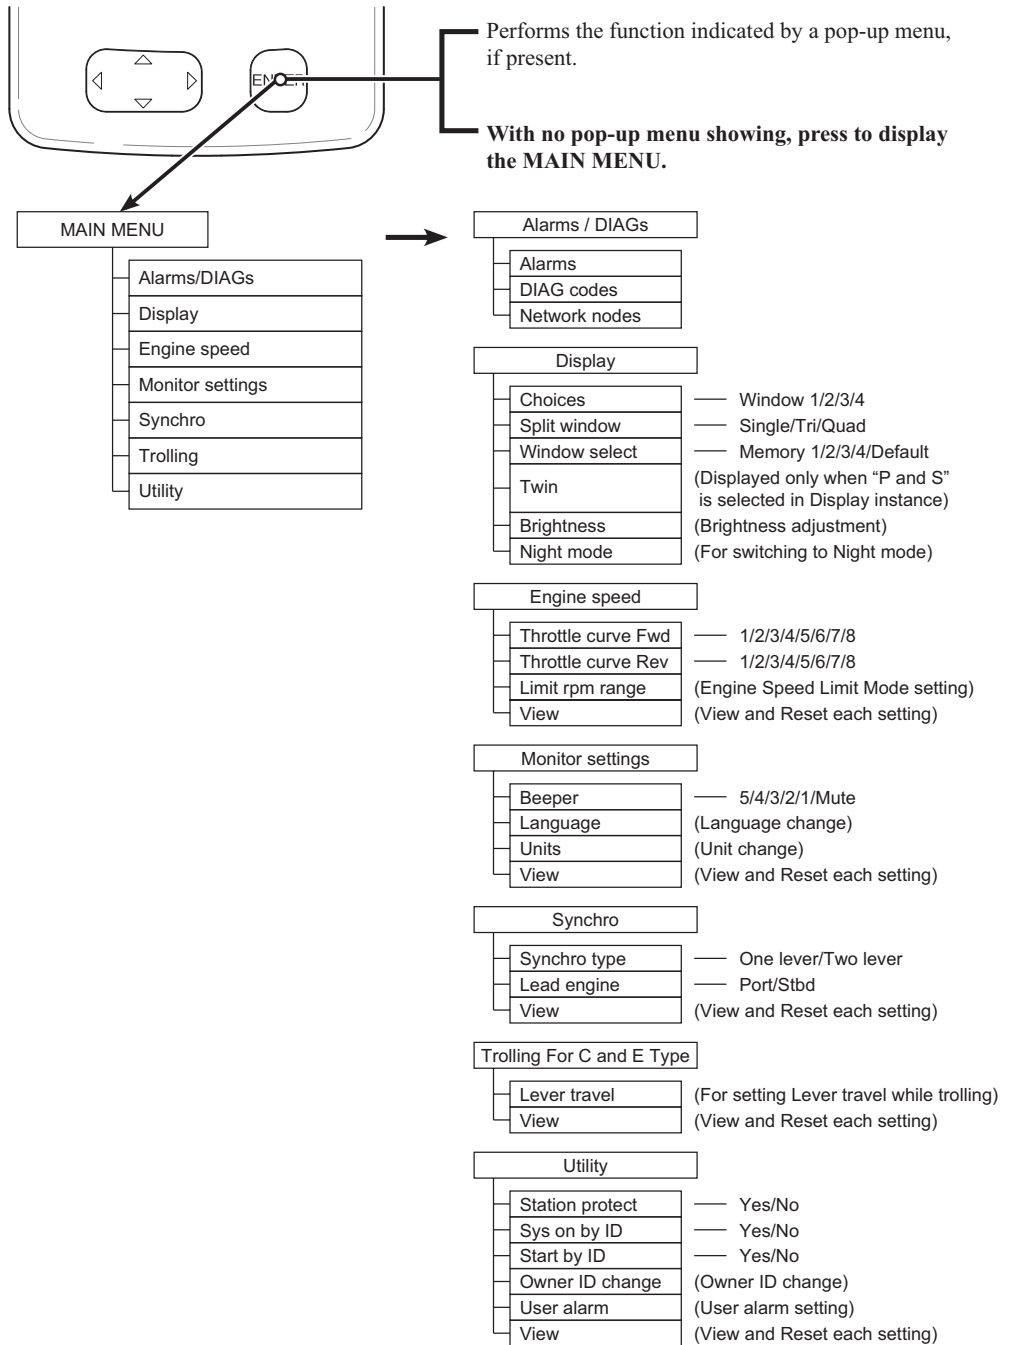 Performs the function indicated by a pop-up menu,
if present.
ENTER
With no pop-up menu showing, press to display
the MAIN MENU.
MAIN MENU
Alarms/DIAGs
Display
Engine speed
Monitor settings
Synchro
Trolling
Utility
Alarms / DIAGs
Alarms
DIAG codes
Network nodes
Display
Choices Window 1/2/3/4
Split window Single/Tri/Quad
Window select Memory 1/2/3/4/Default
Twin (Displayed only when “P and S”
is selected in Display instance)
Brightness (Brightness adjustment)
Night mode (For switching to Night mode)
Engine speed
Throttle curve Fwd 1/2/3/4/5/6/7/8
Throttle curve Rev 1/2/3/4/5/6/7/8
Limit rpm range (Engine Speed Limit Mode setting)
View (View and Reset each setting)
Monitor settings
Beeper 5/4/3/2/1/Mute
Language (Language change)
Units (Unit change)
View (View and Reset each setting)
Synchro
Synchro type One lever/Two lever
Lead engine Port/Stbd
View (View and Reset each setting)
Trolling For C and E Type
Lever travel (For setting Lever travel while trolling)
View (View and Reset each setting)
Utility
Station protect Yes/No
Sys on by ID Yes/No
Start by ID Yes/No
Owner ID change (Owner ID change)
User alarm (User alarm setting)
View (View and Reset each setting)